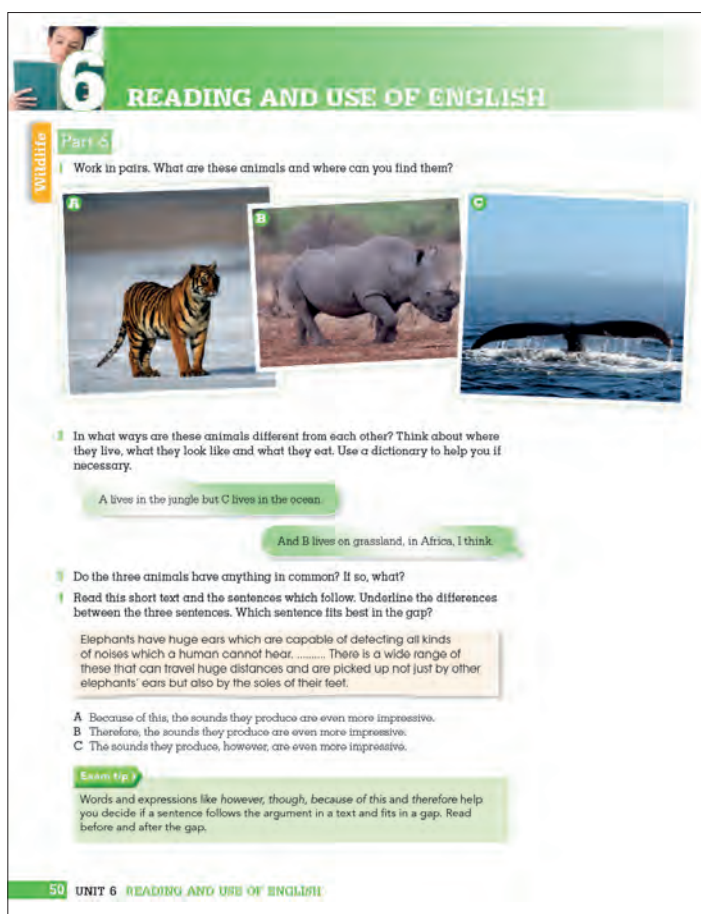 6
READING AND USE OF ENGLISH
Wildlife
Part 6
1 Work in pairs. What are these animals and where can you find them?
A
B
C
2 In what ways are these animals different from each other? Think about where
they live, what they look like and what they eat. Use a dictionary to help you if
necessary.
A lives in the jungle but C lives in the ocean.
And B lives on grassland, in Africa, I think.
3 Do the three animals have anything in common? If so, what?
4 Read this short text and the sentences which follow. Underline the differences
between the three sentences. Which sentence fits best in the gap?
Elephants have huge ears which are capable of detecting all kinds
of noises which a human cannot hear. .......... There is a wide range of
these that can travel huge distances and are picked up not just by other
elephants' ears but also by the soles of their feet.
A Because of this, the sounds they produce are even more impressive.
B Therefore, the sounds they produce are even more impressive.
C The sounds they produce, however, are even more impressive.
Exam tip
Words and expressions like however, though, because of this and therefore help
you decide if a sentence follows the argument in a text and fits in a gap. Read
before and after the gap.
50 UNIT 6 READING AND USE OF ENGLISH